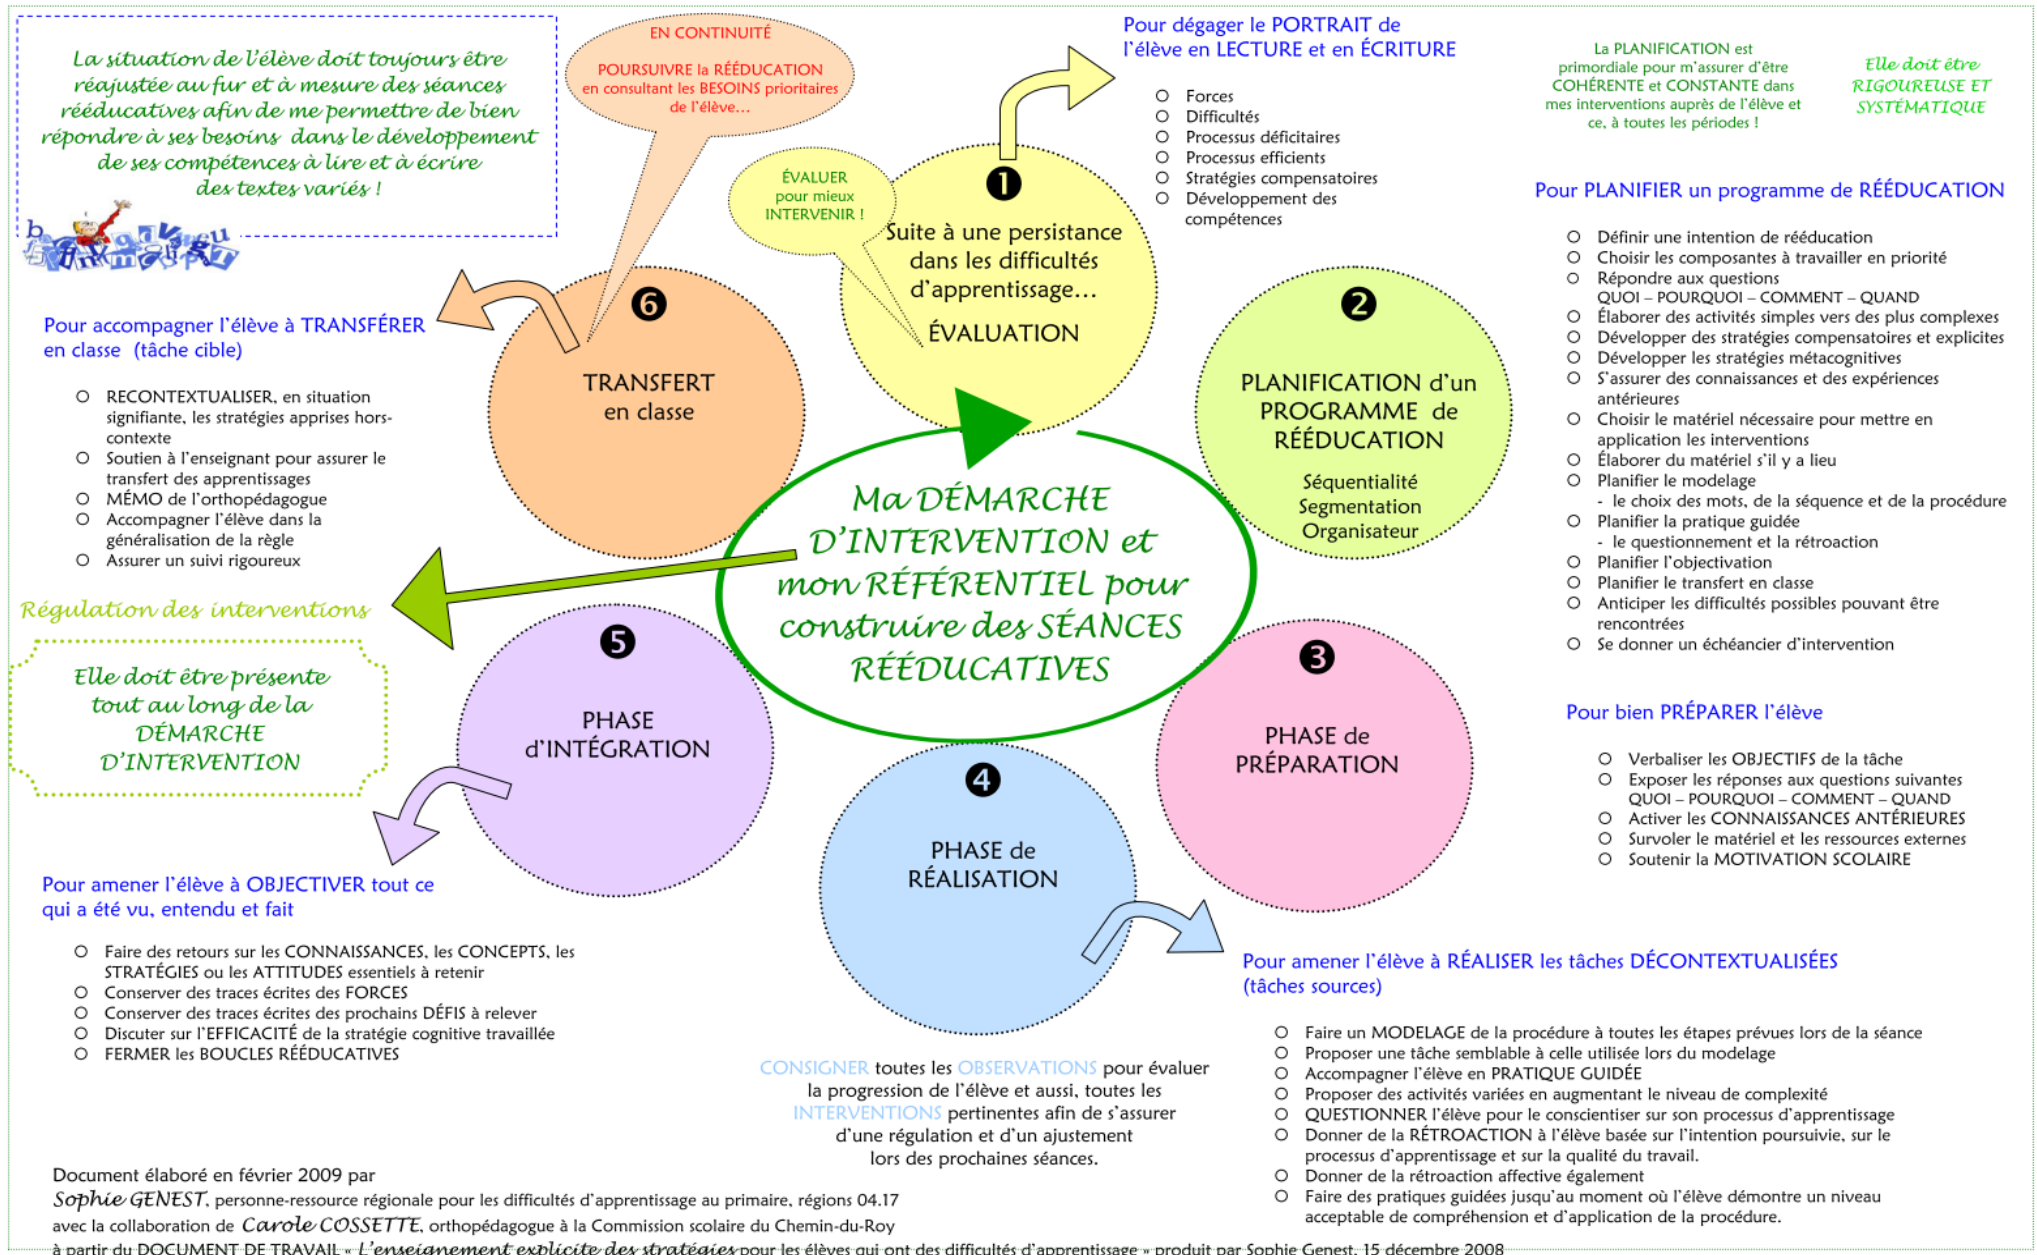 La situation de l'élève doit toujours être
réajustée au fur et à mesure des séances
rééducatives afin de me permettre de bien
répondre à ses besoins dans le développement
de ses compétences à lire et à écrire
des textes variés !
EN CONTINUITÉ
POURSUIVRE la RÉÉDUCATION
en consultant les BESOINS prioritaires
de l'élève…
ÉVALUER
pour mieux
INTERVENIR !
Pour dégager le PORTRAIT de
l'élève en LECTURE et en ÉCRITURE
○ Forces
○ Difficultés
○ Processus déficitaires
○ Processus efficients
○ Stratégies compensatoires
○ Développement des
compétences
La PLANIFICATION est
primordiale pour m'assurer d'être
COHÉRENTE et CONSTANTE dans
mes interventions auprès de l'élève et
ce, à toutes les périodes !
Elle doit être
RIGOUREUSE ET
SYSTÉMATIQUE
1
Suite à une persistance
dans les difficultés
d'apprentissage…
ÉVALUATION
2
PLANIFICATION d'un
PROGRAMME de
RÉÉDUCATION
Séquentialité
Segmentation
Organisateur
Pour PLANIFIER un programme de RÉÉDUCATION
○ Définir une intention de rééducation
○ Choisir les composantes à travailler en priorité
○ Répondre aux questions
QUOI – POURQUOI – COMMENT – QUAND
○ Élaborer des activités simples vers des plus complexes
○ Développer des stratégies compensatoires et explicites
○ Développer les stratégies métacognitives
○ S'assurer des connaissances et des expériences
antérieures
○ Choisir le matériel nécessaire pour mettre en
application les interventions
○ Élaborer du matériel s'il y a lieu
○ Planifier le modelage
- le choix des mots, de la séquence et de la procédure
○ Planifier la pratique guidée
- le questionnement et la rétroaction
○ Planifier l'objectivation
○ Planifier le transfert en classe
○ Anticiper les difficultés possibles pouvant être
rencontrées
○ Se donner un échéancier d'intervention
6
TRANSFERT
en classe
Pour accompagner l'élève à TRANSFÉRER
en classe (tâche cible)
○ RECONTEXTUALISER, en situation
signifiante, les stratégies apprises hors-
contexte
○ Soutien à l'enseignant pour assurer le
transfert des apprentissages
○ MÉMO de l'orthopédagogue
○ Accompagner l'élève dans la
généralisation de la règle
○ Assurer un suivi rigoureux
Ma DÉMARCHE
D'INTERVENTION et
mon RÉFÉRENTIEL pour
construire des SÉANCES
RÉÉDUCATIVES
Régulation des interventions
Elle doit être présente
tout au long de la
DÉMARCHE
D'INTERVENTION
5
PHASE
d'INTÉGRATION
3
PHASE de
PRÉPARATION
Pour bien PRÉPARER l'élève
○ Verbaliser les OBJECTIFS de la tâche
○ Exposer les réponses aux questions suivantes
QUOI – POURQUOI – COMMENT – QUAND
○ Activer les CONNAISSANCES ANTÉRIEURES
○ Survoler le matériel et les ressources externes
○ Soutenir la MOTIVATION SCOLAIRE
4
PHASE de
RÉALISATION
Pour amener l'élève à OBJECTIVER tout ce
qui a été vu, entendu et fait
○ Faire des retours sur les CONNAISSANCES, les CONCEPTS, les
STRATÉGIES ou les ATTITUDES essentiels à retenir
○ Conserver des traces écrites des FORCES
○ Conserver des traces écrites des prochains DÉFIS à relever
○ Discuter sur l'EFFICACITÉ de la stratégie cognitive travaillée
○ FERMER les BOUCLES RÉÉDUCATIVES
Pour amener l'élève à RÉALISER les tâches DÉCONTEXTUALISÉES
(tâches sources)
○ Faire un MODELAGE de la procédure à toutes les étapes prévues lors de la séance
○ Proposer une tâche semblable à celle utilisée lors du modelage
○ Accompagner l'élève en PRATIQUE GUIDÉE
○ Proposer des activités variées en augmentant le niveau de complexité
○ QUESTIONNER l'élève pour le conscientiser sur son processus d'apprentissage
○ Donner de la RÉTROACTION à l'élève basée sur l'intention poursuivie, sur le
processus d'apprentissage et sur la qualité du travail.
○ Donner de la rétroaction affective également
○ Faire des pratiques guidées jusqu'au moment où l'élève démontre un niveau
acceptable de compréhension et d'application de la procédure.
CONSIGNER toutes les OBSERVATIONS pour évaluer
la progression de l'élève et aussi, toutes les
INTERVENTIONS pertinentes afin de s'assurer
d'une régulation et d'un ajustement
lors des prochaines séances.
Document élaboré en février 2009 par
Sophie GENEST, personne-ressource régionale pour les difficultés d'apprentissage au primaire, régions 04.17
avec la collaboration de Carole COSSETTE, orthopédagogue à la Commission scolaire du Chemin-du-Roy
à partir du DOCUMENT DE TRAVAIL « L'enseignement explicite des stratégies pour les élèves qui ont des difficultés d'apprentissage » produit par Sophie Genest, 15 décembre 2008